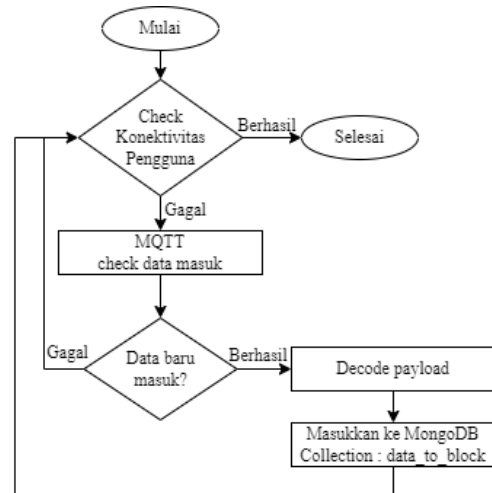 Mulai
Check
Konektivitas
Pengguna
Berhasil
Selesai
Gagal
MQTT
check data masuk
Gagal
Data baru
masuk?
Berhasil
Decode payload
Masukkan ke MongoDB
Collection : data_to_block